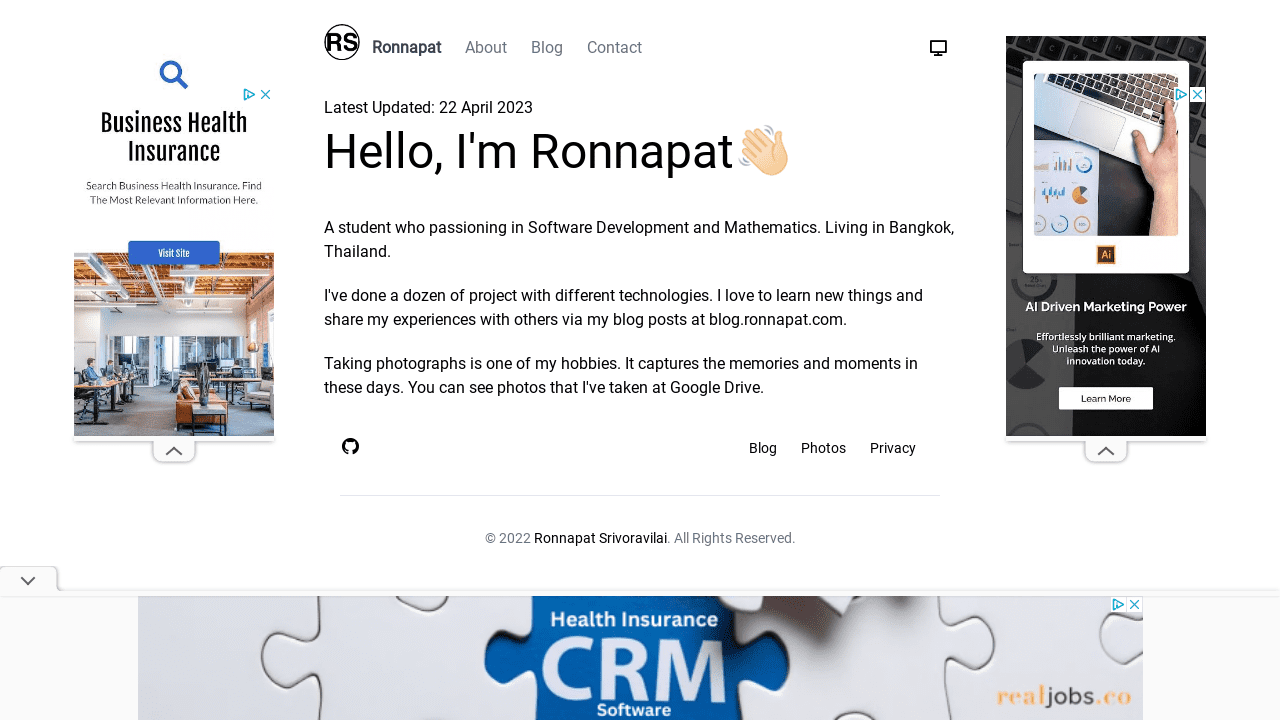 RS Ronnapat About Blog Contact
Latest Updated: 22 April 2023
Hello, I'm Ronnapat
A student who passioning in Software Development and Mathematics. Living in Bangkok,
Thailand.
I've done a dozen of project with different technologies. I love to learn new things and
share my experiences with others via my blog posts at blog.ronnapat.com.
Taking photographs is one of my hobbies. It captures the memories and moments in
these days. You can see photos that I've taken at Google Drive.
Blog Photos Privacy
© 2022 Ronnapat Srivoravilai. All Rights Reserved.
Business Health
Insurance
Search Business Health Insurance. Find
The Most Relevant Information Here.
Visit Site
Ai
AI Driven Marketing Power
Effortlessly brilliant marketing.
Unleash the power of AI
innovation today.
Learn More
Health Insurance
CRM
Software
realjobs.co